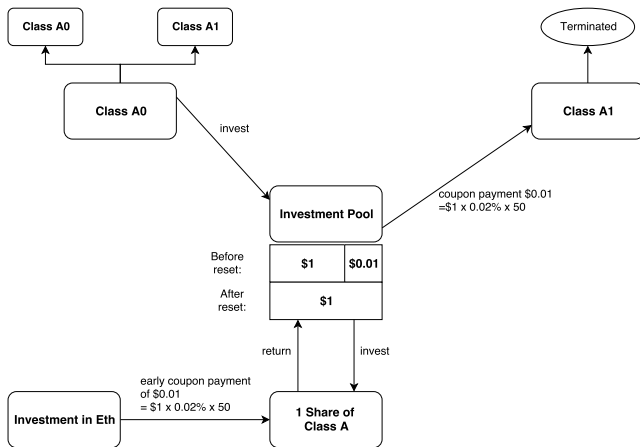 Class A0
Class A1
Terminated
Class A0
Class A1
invest
coupon payment $0.01
=$1 x 0.02% x 50
Investment Pool
Before
reset:
$1
$0.01
After
reset:
$1
return
invest
early coupon payment
of $0.01
= $1 x 0.02% x 50
Investment in Eth
1 Share of
Class A